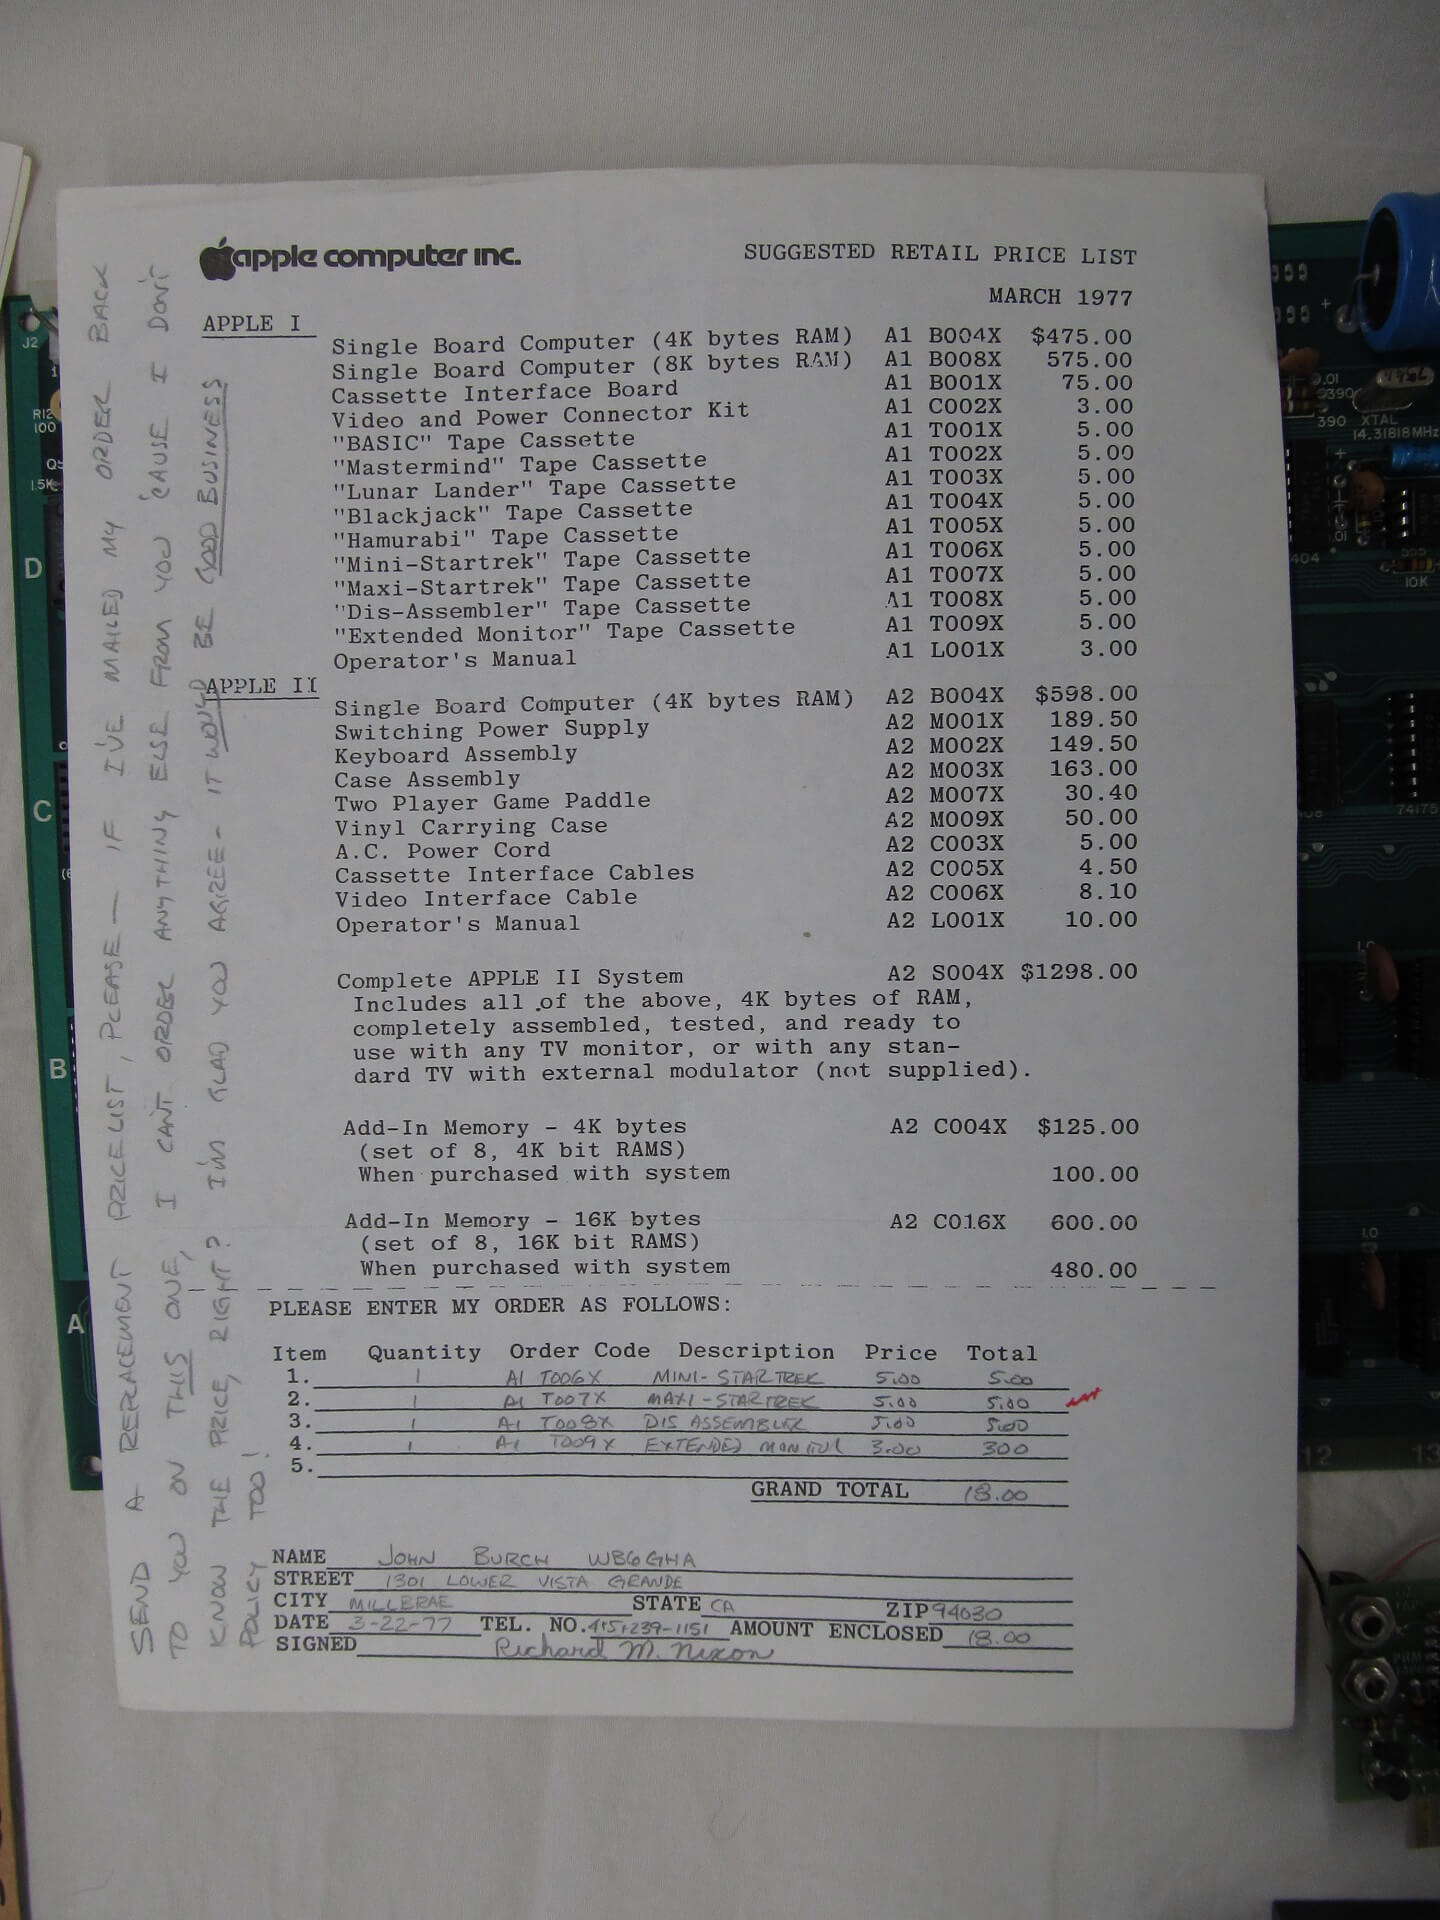 apple computer inc.
SUGGESTED RETAIL PRICE LIST
MARCH 1977
APPLE I
Single Board Computer (4K bytes RAM) A1 B004X $475.00
Single Board Computer (8K bytes RAM) A1 B008X 575.00
Cassette Interface Board A1 B001X 75.00
Video and Power Connector Kit A1 C002X 3.00
"BASIC" Tape Cassette A1 T001X 5.00
"Mastermind" Tape Cassette A1 T002X 5.00
"Lunar Lander" Tape Cassette A1 T003X 5.00
"Blackjack" Tape Cassette A1 T004X 5.00
"Hamurabi" Tape Cassette A1 T005X 5.00
"Mini-Startrek" Tape Cassette A1 T006X 5.00
"Maxi-Startrek" Tape Cassette A1 T007X 5.00
"Dis-Assembler" Tape Cassette A1 T008X 5.00
"Extended Monitor" Tape Cassette A1 T009X 5.00
Operator's Manual A1 L001X 3.00
APPLE II
Single Board Computer (4K bytes RAM) A2 B004X $598.00
Switching Power Supply A2 M001X 189.50
Keyboard Assembly A2 M002X 149.50
Case Assembly A2 M003X 163.00
Two Player Game Paddle A2 M007X 30.40
Vinyl Carrying Case A2 M009X 50.00
A.C. Power Cord A2 C003X 5.00
Cassette Interface Cables A2 C005X 4.50
Video Interface Cable A2 C006X 8.10
Operator's Manual A2 L001X 10.00
Complete APPLE II System A2 S004X $1298.00
Includes all of the above, 4K bytes of RAM,
completely assembled, tested, and ready to
use with any TV monitor, or with any stan-
dard TV with external modulator (not supplied).
Add-In Memory - 4K bytes A2 C004X $125.00
(set of 8, 4K bit RAMS)
When purchased with system 100.00
Add-In Memory - 16K bytes A2 C016X 600.00
(set of 8, 16K bit RAMS)
When purchased with system 480.00
PLEASE ENTER MY ORDER AS FOLLOWS:
Item Quantity Order Code Description Price Total
1. 1 A1 T006X MINI-STARTREK 5.00 5.00
2. 1 A1 T007X MAXI-STARTREK 5.00 5.00
3. 1 A1 T008X DIS ASSEMBLER 5.00 5.00
4. 1 A1 T009X EXTENDED MONITOR 3.00 300
5.
GRAND TOTAL 18.00
NAME JOHN BURCH WB6GHA
STREET 1301 LOWER VISTA GRANDE
CITY MILLBRAE STATE CA ZIP 94030
DATE 3-22-77 TEL. NO. 415,239-1151 AMOUNT ENCLOSED 18.00
SIGNED Richard M. Nixon
SEND A REPLACEMENT PRICELIST, PLEASE — IF I'VE MAILED MY ORDER BACK
TO YOU ON THIS ONE, I CAN'T ORDER ANYTHING ELSE FROM YOU 'CAUSE I DON'T
KNOW THE PRICE, RIGHT? I'M GLAD YOU AGREE - IT WOULD BE GOOD BUSINESS
POLICY TOO!
J2
R12
100
1.5K
D
C
B
A
.01
390
390 XTAL
14.31818MHz
.01
10K
74175
12
13